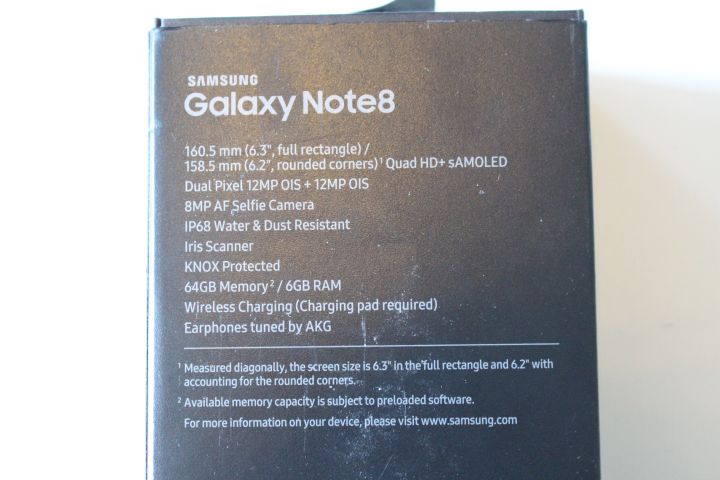 SAMSUNG
Galaxy Note8
160.5 mm (6.3", full rectangle) /
158.5 mm (6.2", rounded corners)¹ Quad HD+ sAMOLED
Dual Pixel 12MP OIS + 12MP OIS
8MP AF Selfie Camera
IP68 Water & Dust Resistant
Iris Scanner
KNOX Protected
64GB Memory² / 6GB RAM
Wireless Charging (Charging pad required)
Earphones tuned by AKG
¹ Measured diagonally, the screen size is 6.3" in the full rectangle and 6.2" with
accounting for the rounded corners.
² Available memory capacity is subject to preloaded software.
For more information on your device, please visit www.samsung.com